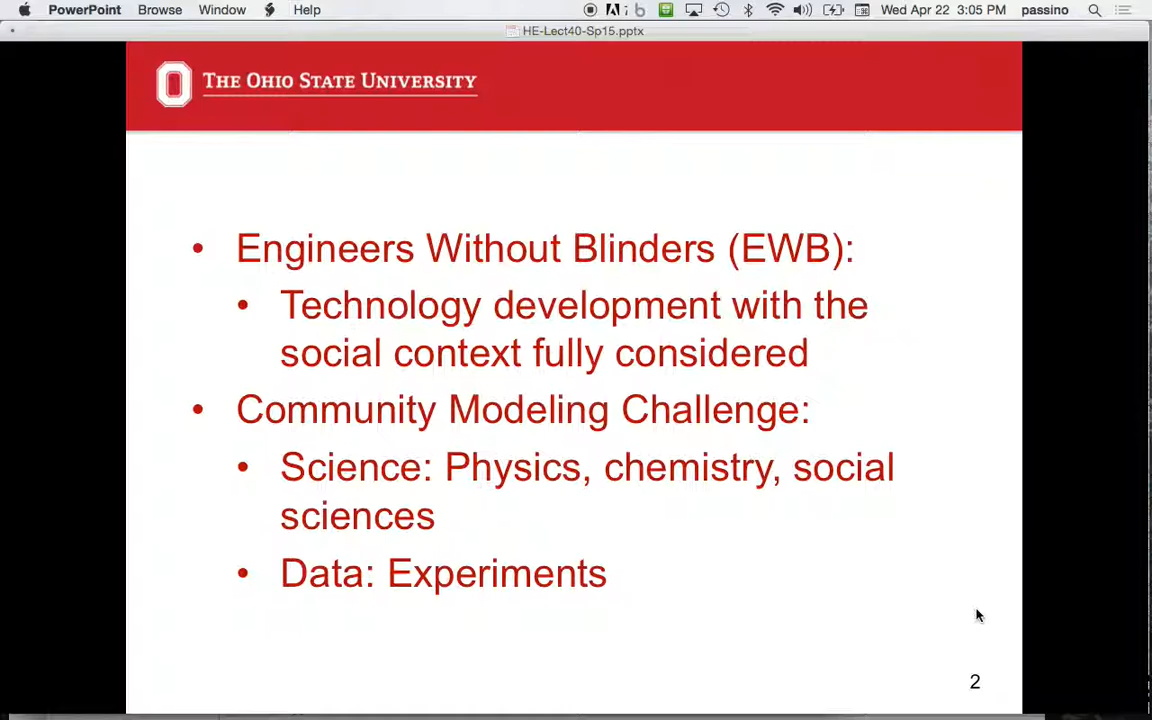 PowerPoint Browse Window Help Wed Apr 22 3:05 PM passino
HE-Lect40-Sp15.pptx
THE OHIO STATE UNIVERSITY
• Engineers Without Blinders (EWB):
• Technology development with the
social context fully considered
• Community Modeling Challenge:
• Science: Physics, chemistry, social
sciences
• Data: Experiments
2